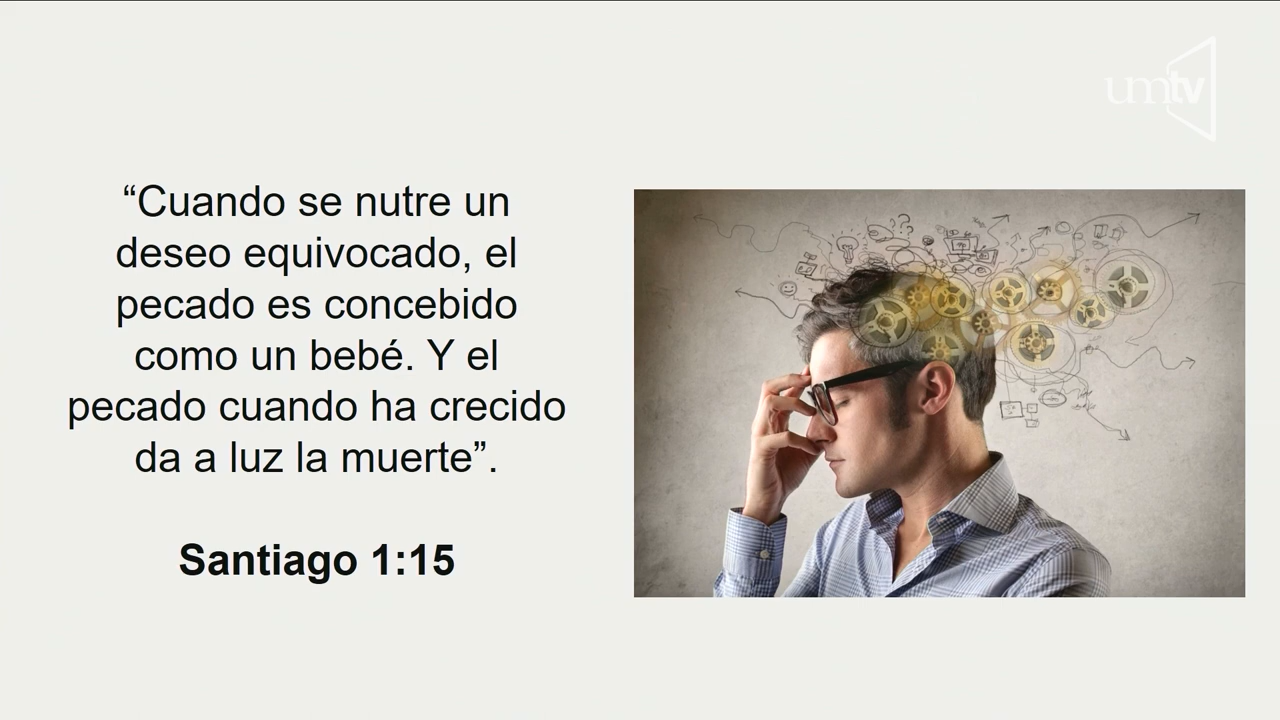 umtv
“Cuando se nutre un
deseo equivocado, el
pecado es concebido
como un bebé. Y el
pecado cuando ha crecido
da a luz la muerte”.
Santiago 1:15